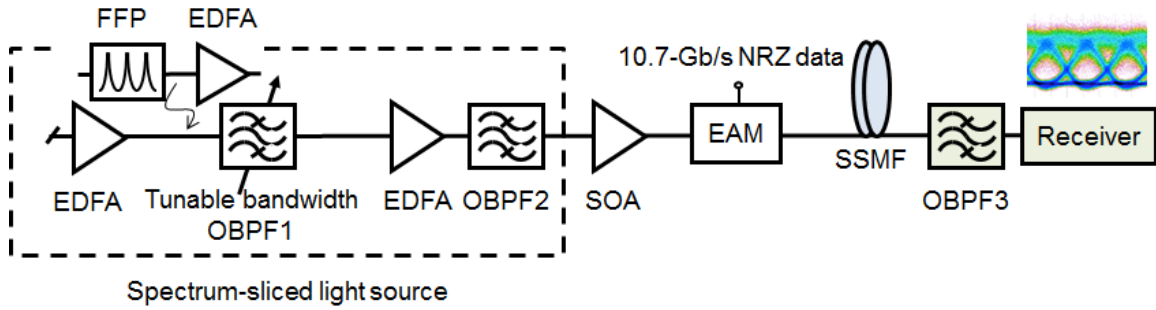 FFP
EDFA
10.7-Gb/s NRZ data
EAM
Receiver
SSMF
EDFA
Tunable bandwidth
OBPF1
EDFA
OBPF2
SOA
OBPF3
Spectrum-sliced light source